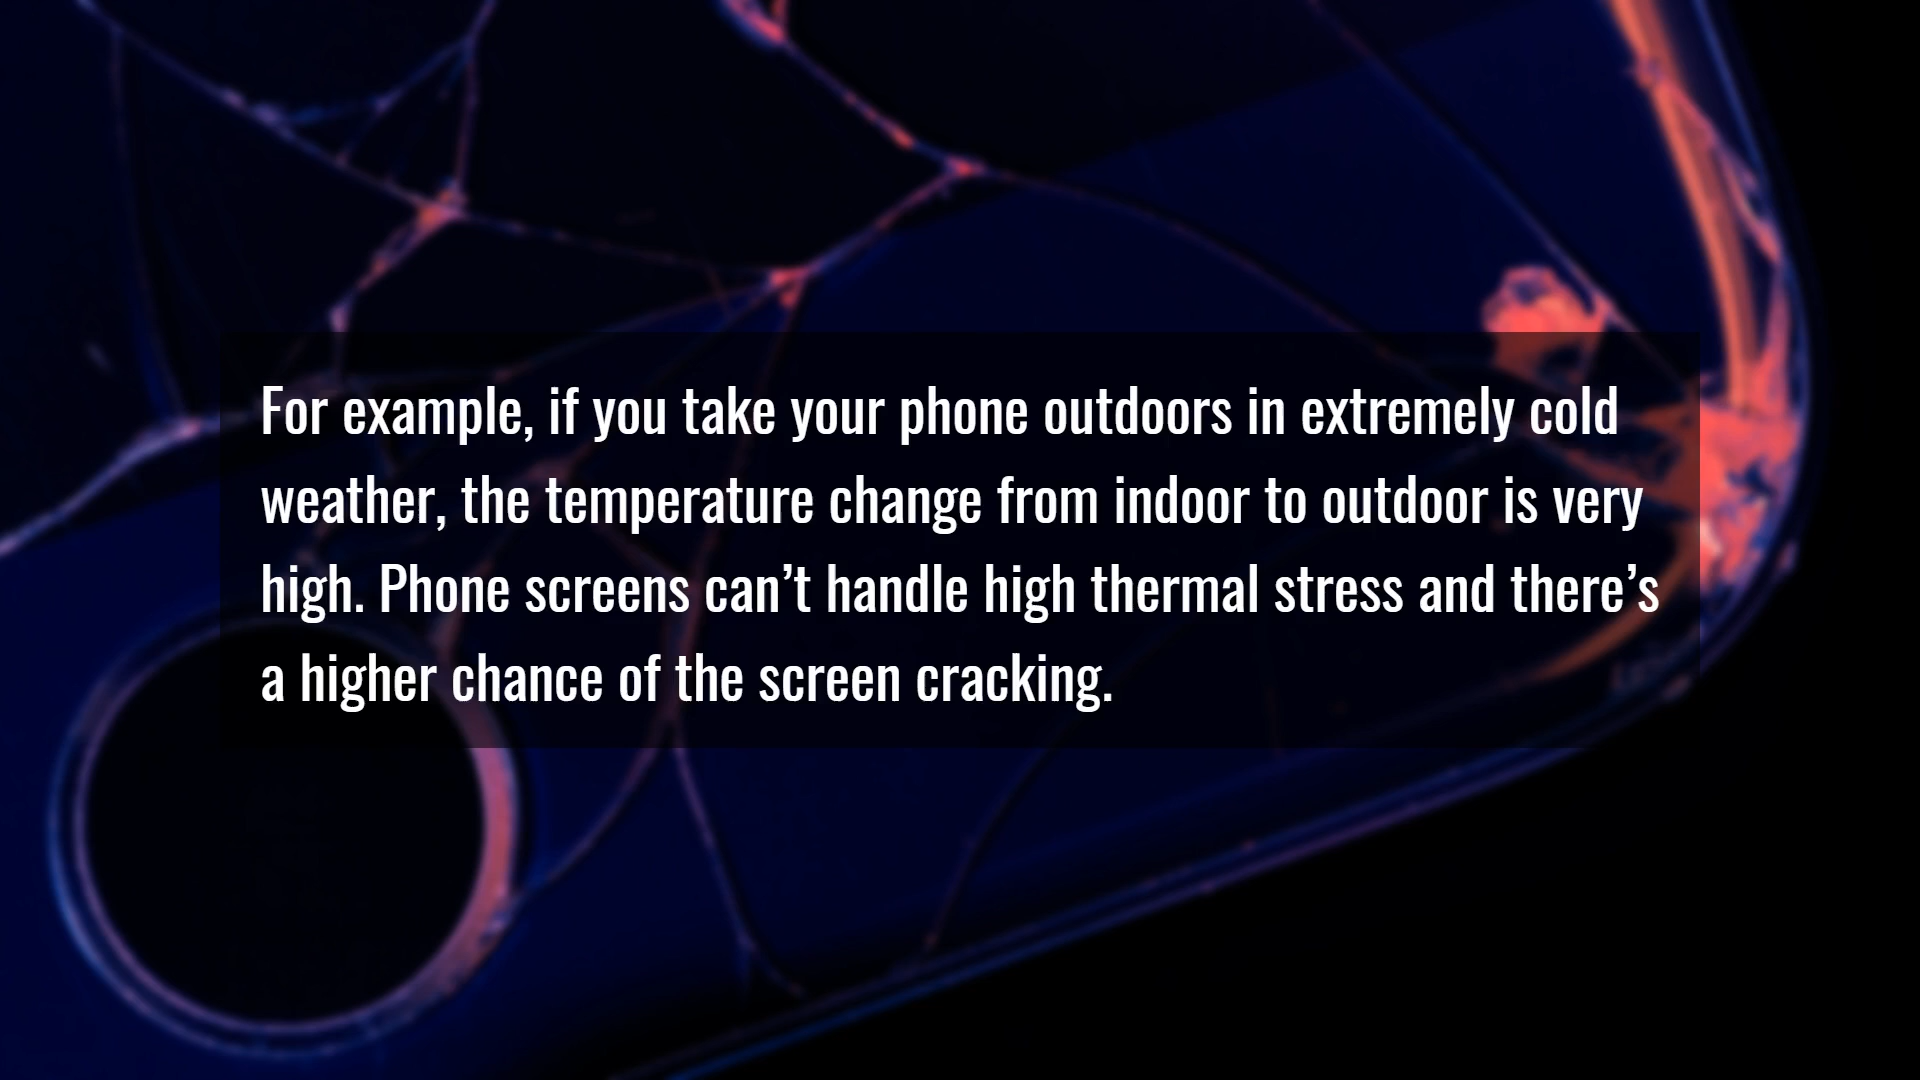 For example, if you take your phone outdoors in extremely cold
weather, the temperature change from indoor to outdoor is very
high. Phone screens can’t handle high thermal stress and there’s
a higher chance of the screen cracking.